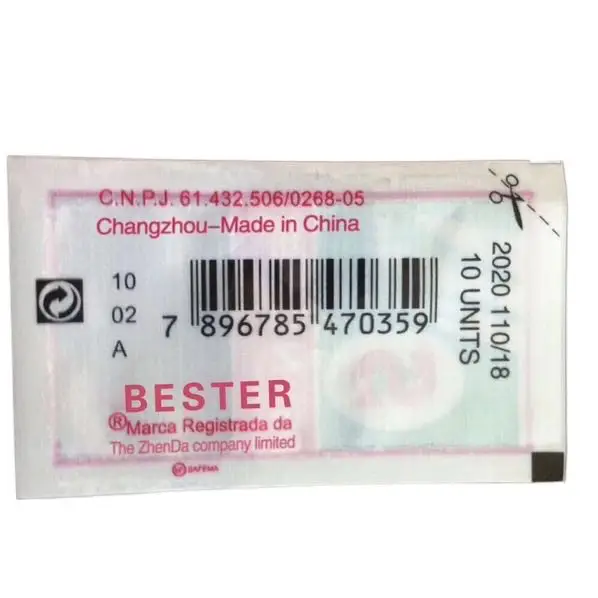 C.N.P.J. 61.432.506/0268-05
Changzhou-Made in China
2020 110/18
10 UNITS
10
02
A
7 896785 470359
BESTER
®Marca Registrada da
The ZhenDa company limited
SAFEMA